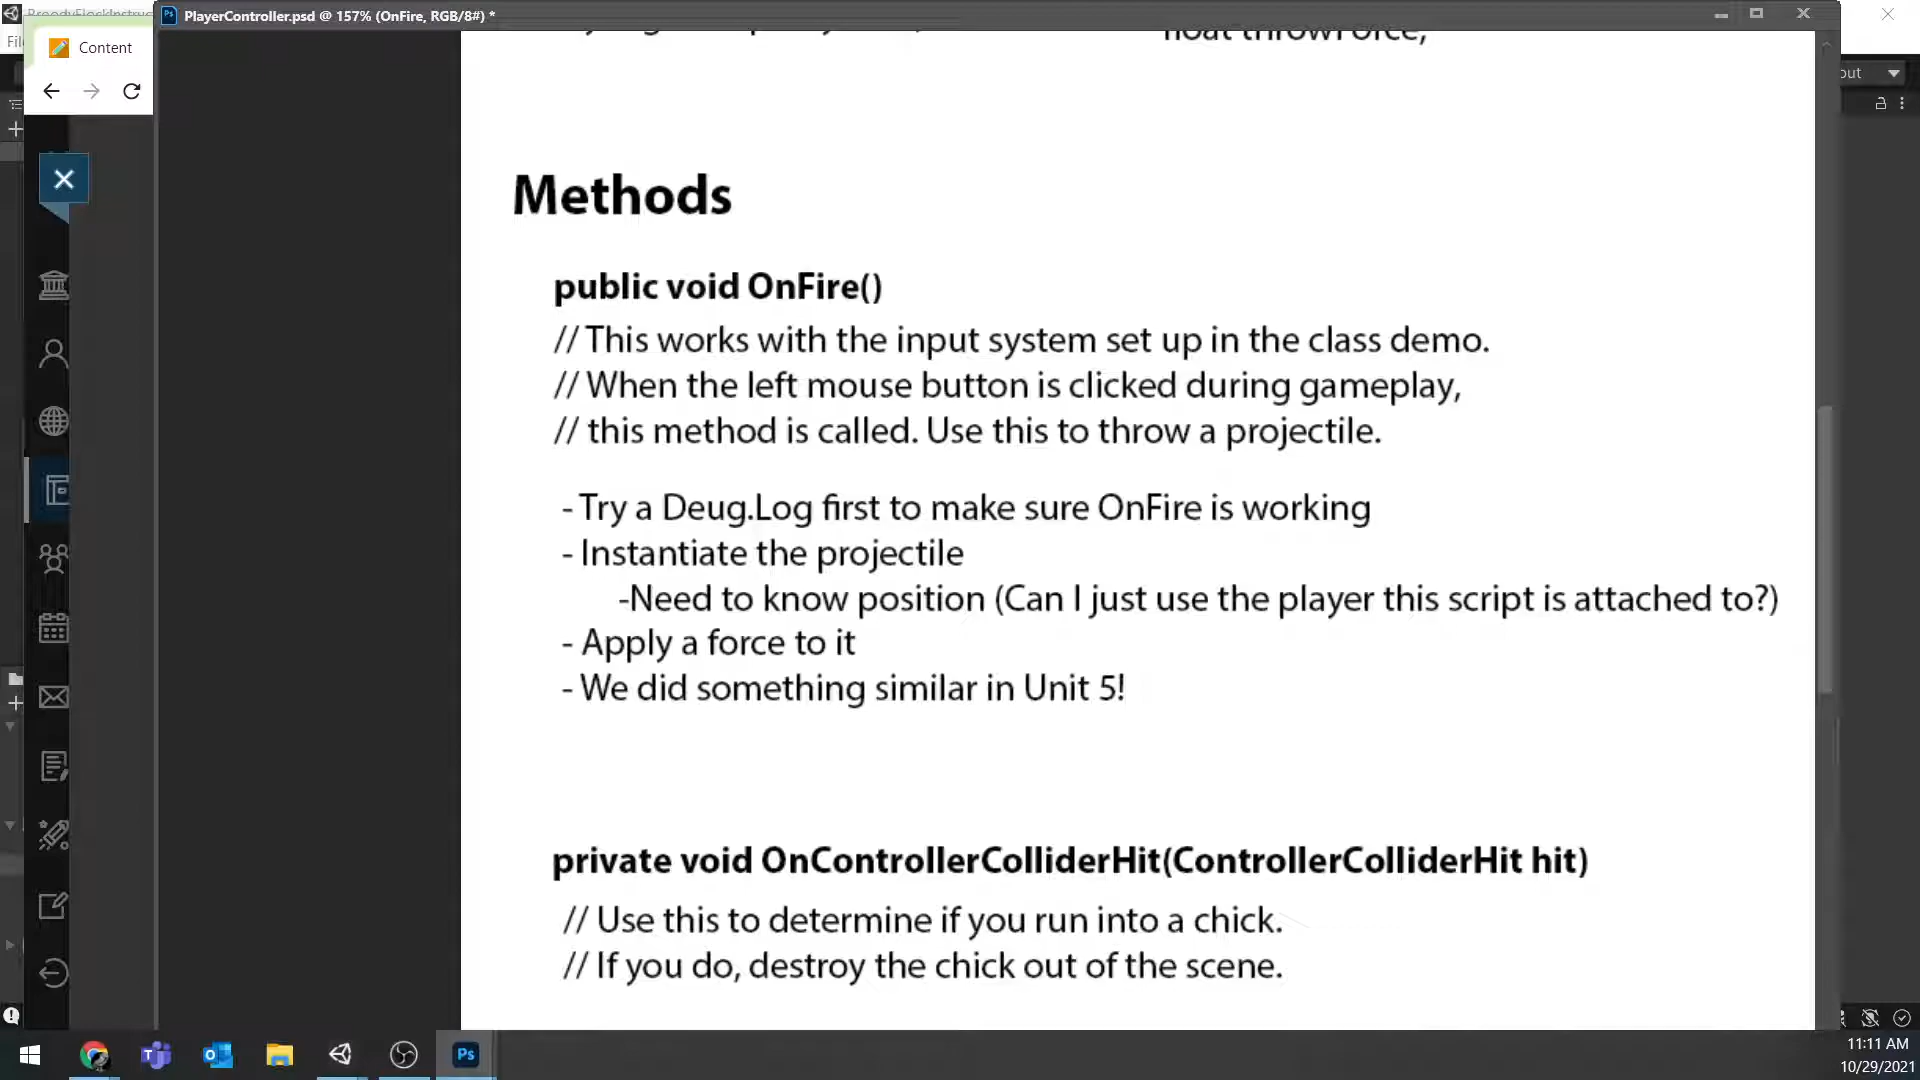 PlayerController.psd @ 157% (OnFire, RGB/8#) *
Content
out
float throwForce;
Methods
public void OnFire()
// This works with the input system set up in the class demo.
// When the left mouse button is clicked during gameplay,
// this method is called. Use this to throw a projectile.
- Try a Deug.Log first to make sure OnFire is working
- Instantiate the projectile
-Need to know position (Can I just use the player this script is attached to?)
- Apply a force to it
- We did something similar in Unit 5!
private void OnControllerColliderHit(ControllerColliderHit hit)
// Use this to determine if you run into a chick.
// If you do, destroy the chick out of the scene.
Ps
11:11 AM
10/29/2021